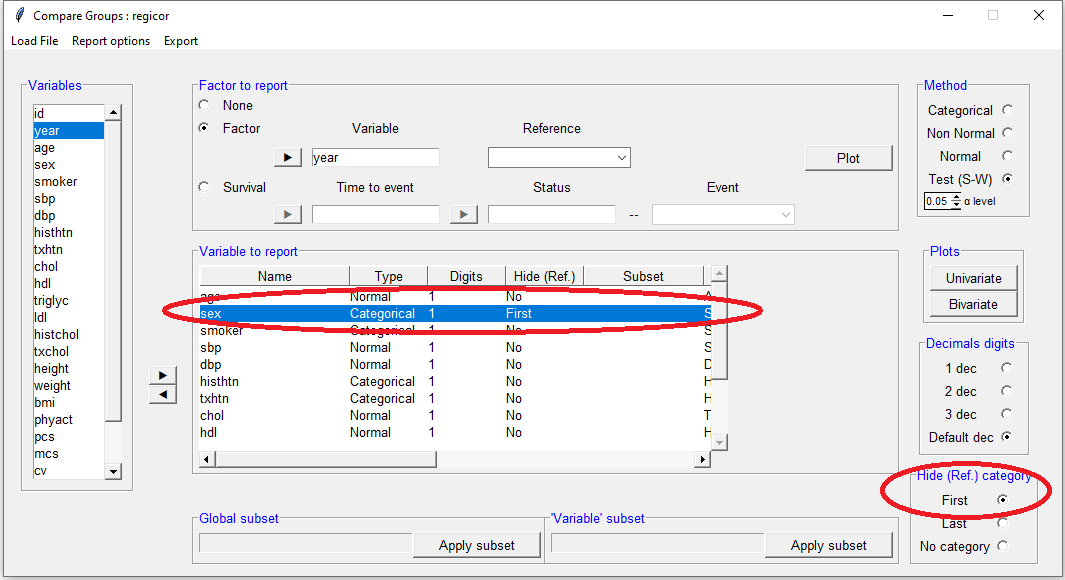 Compare Groups : regicor
Load File Report options Export
Variables
id
year
age
sex
smoker
sbp
dbp
histhtn
txhtn
chol
hdl
triglyc
ldl
histchol
txchol
height
weight
bmi
phyact
pcs
mcs
cv
Factor to report
None
Factor Variable Reference
year
Plot
Survival Time to event Status Event
--
Variable to report
Name Type Digits Hide (Ref.) Subset
age Normal 1 No A
sex Categorical 1 First S
smoker Categorical 1 No S
sbp Normal 1 No S
dbp Normal 1 No D
histhtn Categorical 1 No H
txhtn Categorical 1 No H
chol Normal 1 No T
hdl Normal 1 No H
Global subset
Apply subset
'Variable' subset
Apply subset
Method
Categorical
Non Normal
Normal
Test (S-W)
0.05 α level
Plots
Univariate
Bivariate
Decimals digits
1 dec
2 dec
3 dec
Default dec
Hide (Ref.) category
First
Last
No category